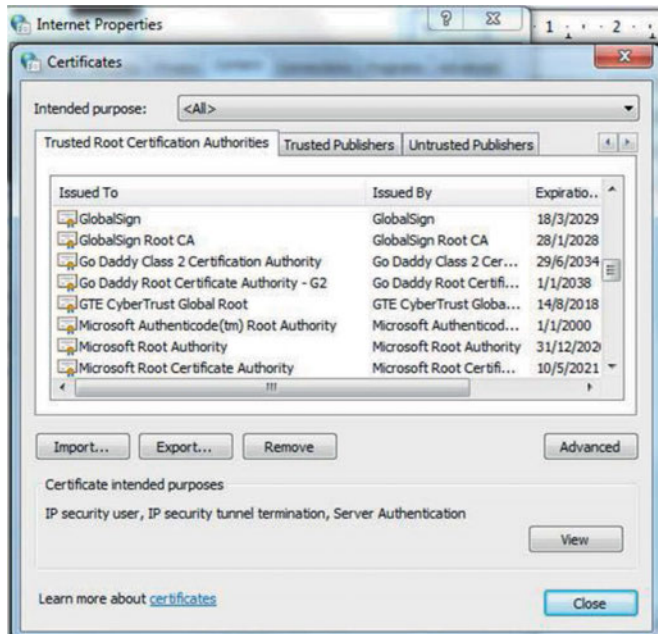 Internet Properties
1 2
Certificates
Intended purpose: <All>
Trusted Root Certification Authorities Trusted Publishers Untrusted Publishers
Issued To Issued By Expiratio...
GlobalSign GlobalSign 18/3/2029
GlobalSign Root CA GlobalSign Root CA 28/1/2028
Go Daddy Class 2 Certification Authority Go Daddy Class 2 Cer... 29/6/2034
Go Daddy Root Certificate Authority - G2 Go Daddy Root Certifi... 1/1/2038
GTE CyberTrust Global Root GTE CyberTrust Globa... 14/8/2018
Microsoft Authenticode(tm) Root Authority Microsoft Authenticod... 1/1/2000
Microsoft Root Authority Microsoft Root Authority 31/12/202
Microsoft Root Certificate Authority Microsoft Root Certifi... 10/5/2021
Import... Export... Remove Advanced
Certificate intended purposes
IP security user, IP security tunnel termination, Server Authentication
View
Learn more about certificates
Close